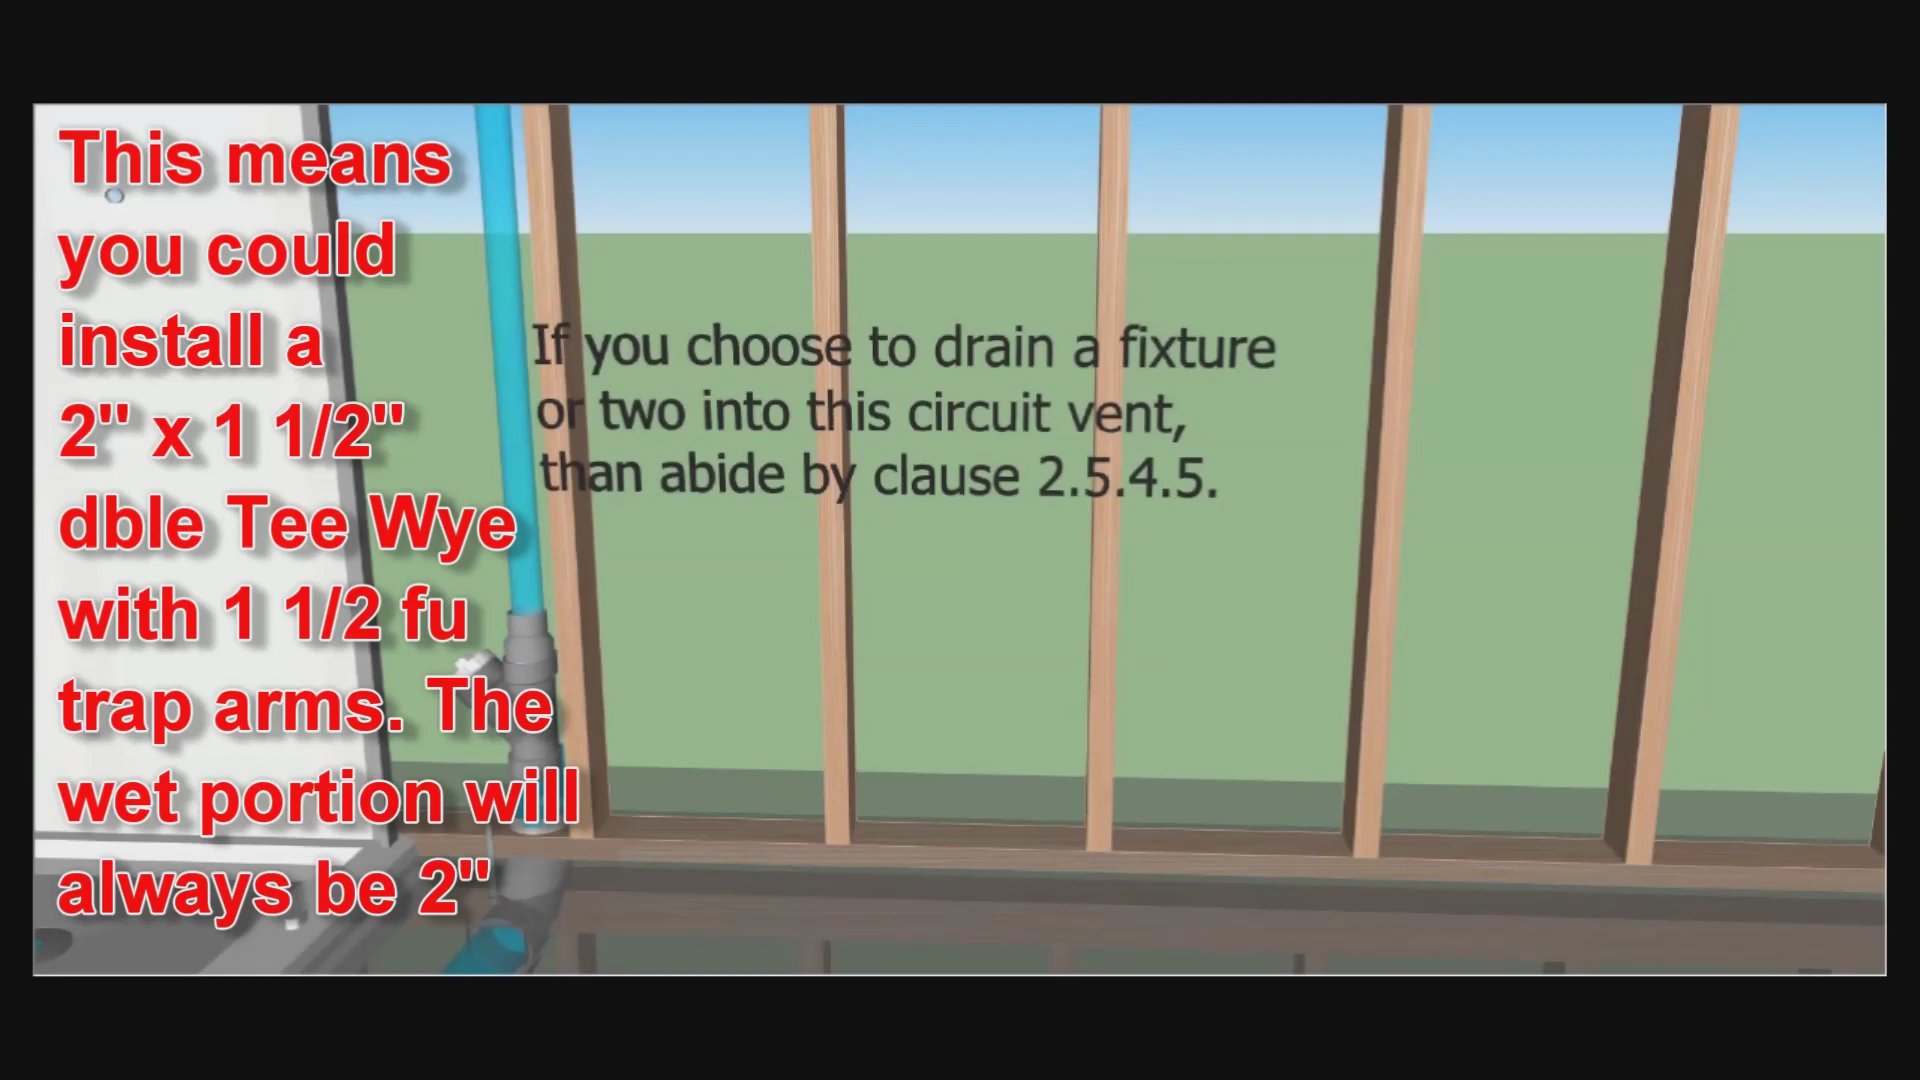 This means
you could
install a
2" x 1 1/2"
dble Tee Wye
with 1 1/2 fu
trap arms. The
wet portion will
always be 2"
If you choose to drain a fixture
or two into this circuit vent,
than abide by clause 2.5.4.5.